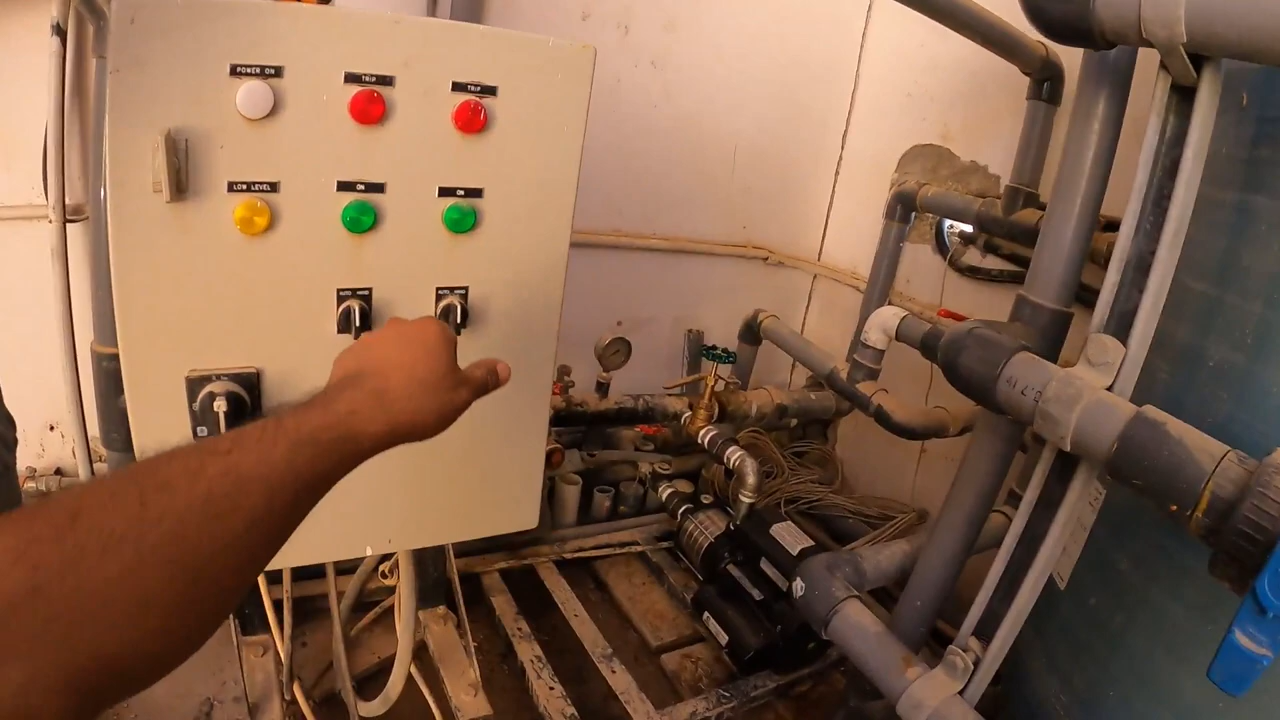 POWER ON
TRIP
TRIP
LOW LEVEL
ON
ON
AUTO HAND
AUTO HAND